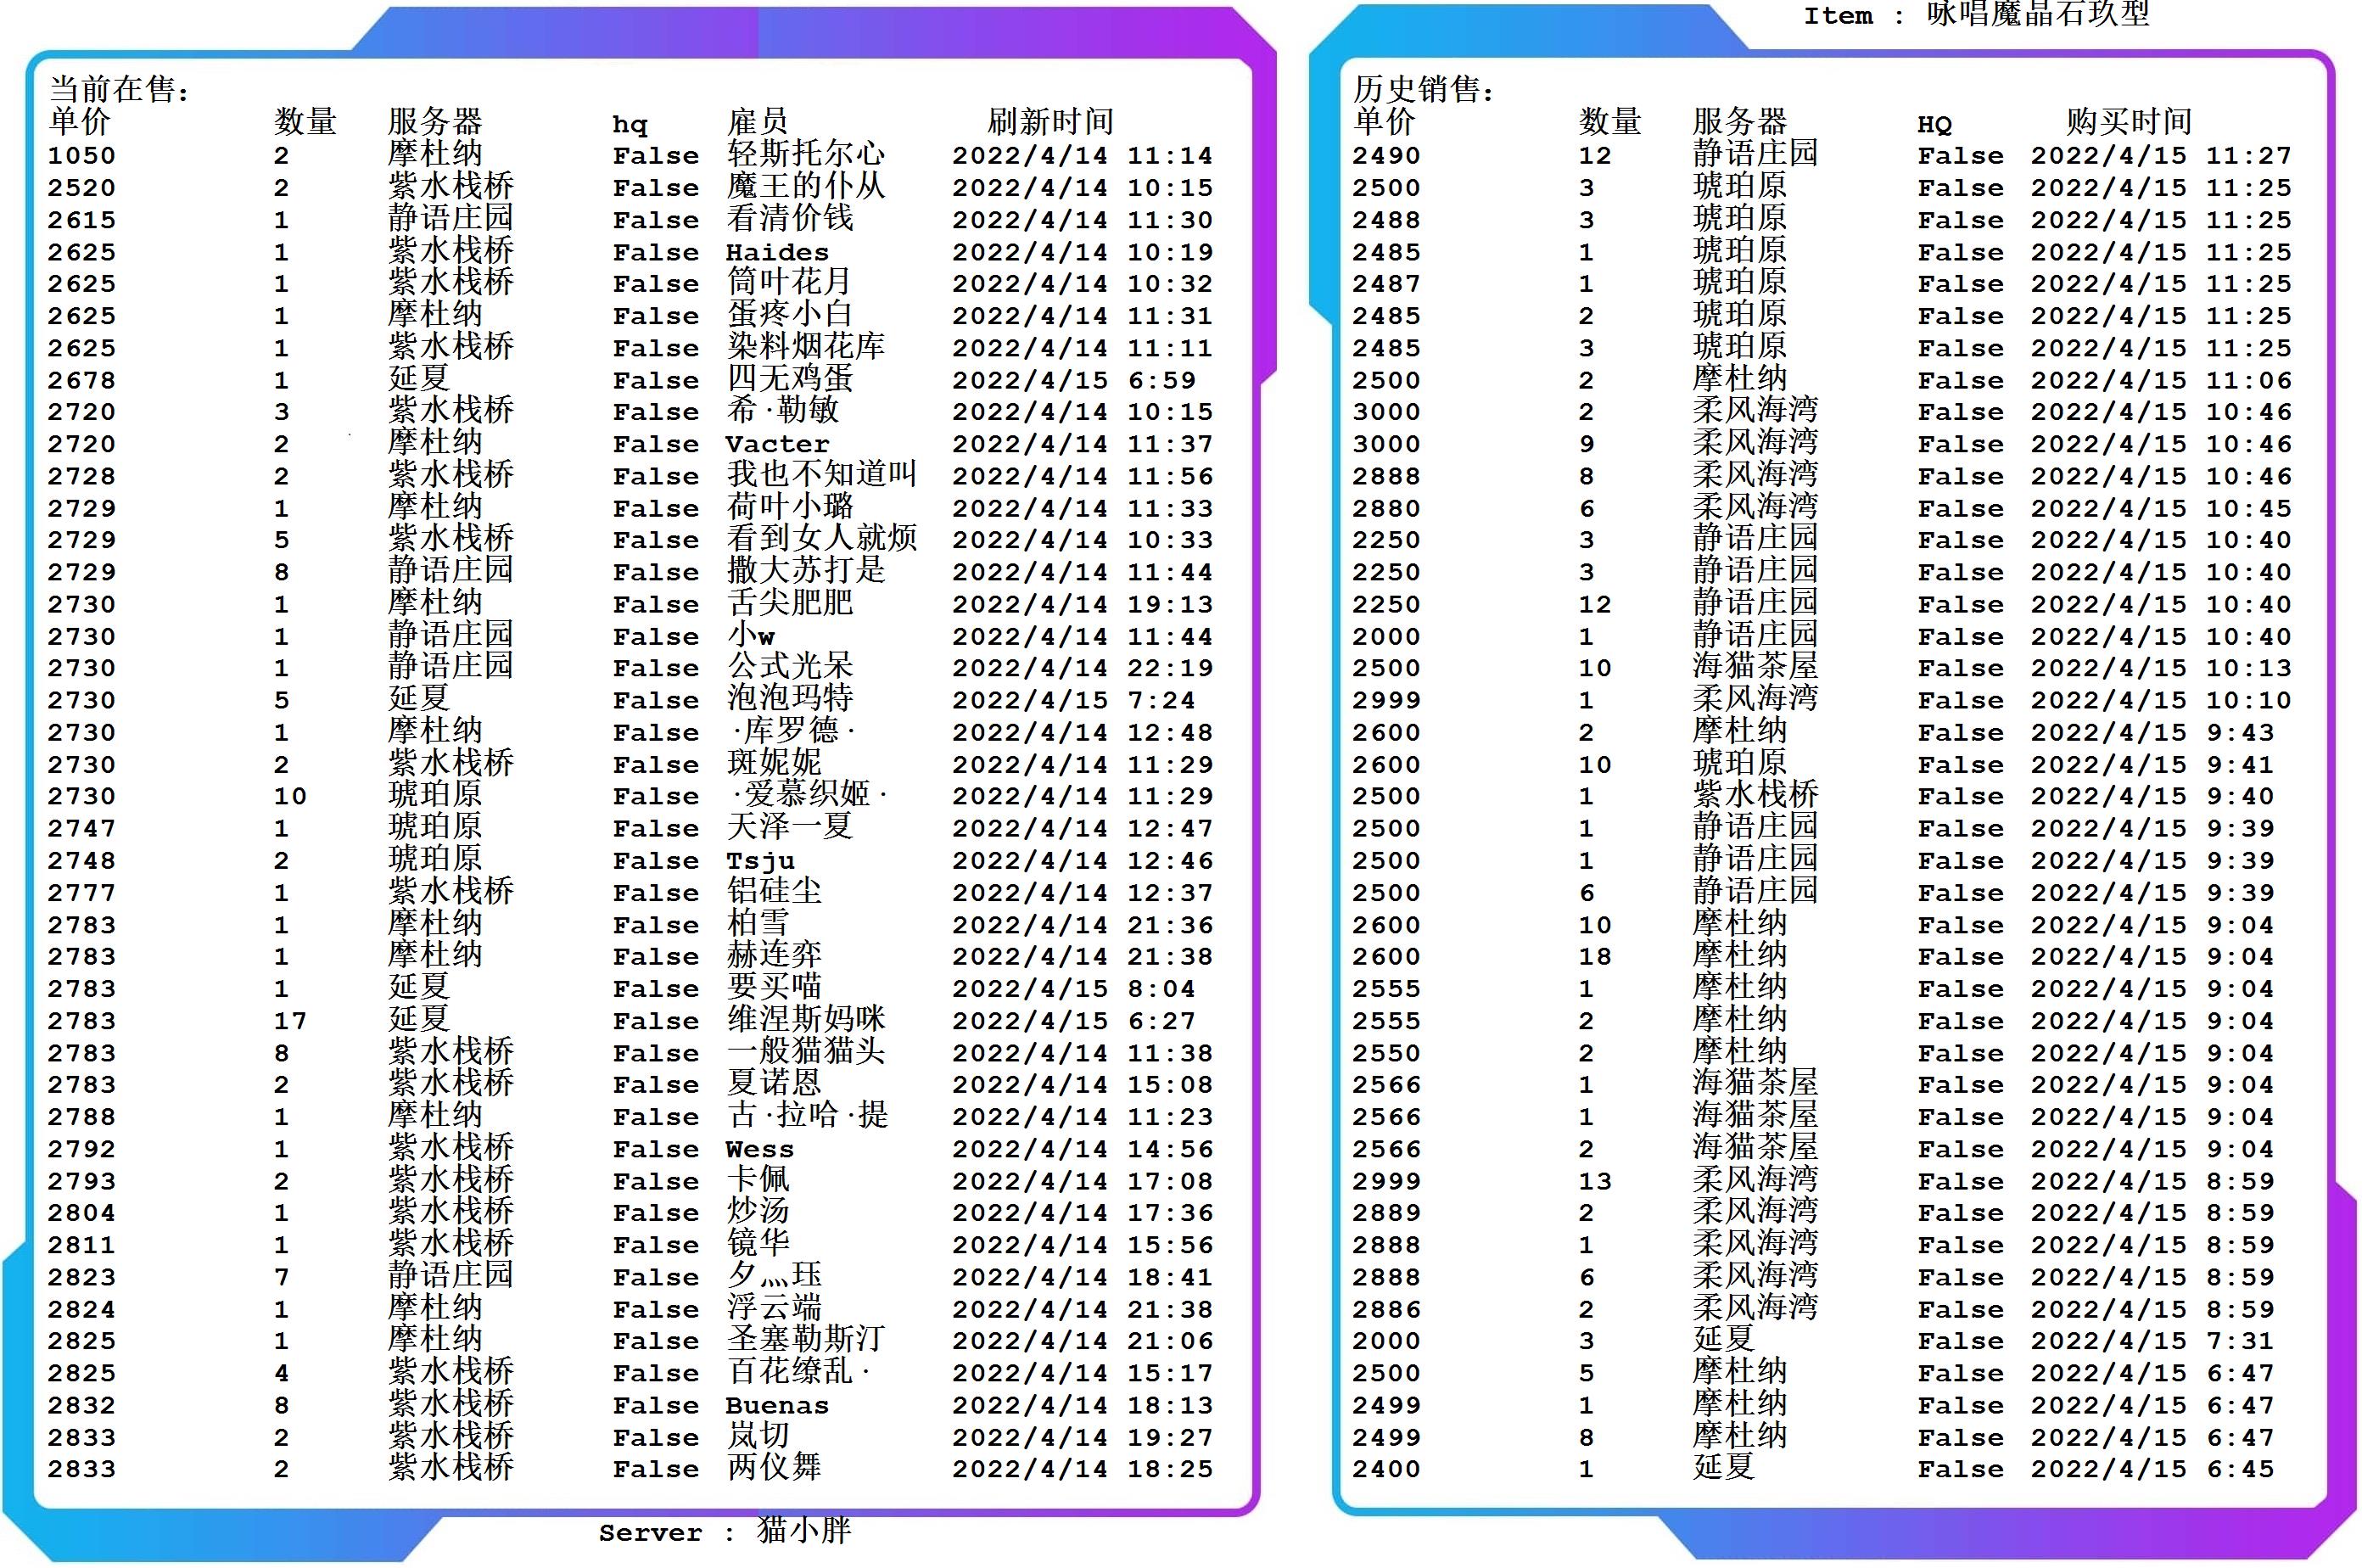 Item : 咏唱魔晶石玖型
当前在售:
单价 数量 服务器 hq 雇员 刷新时间
1050 2 摩杜纳 False 轻斯托尔心 2022/4/14 11:14
2520 2 紫水栈桥 False 魔王的仆从 2022/4/14 10:15
2615 1 静语庄园 False 看清价钱 2022/4/14 11:30
2625 1 紫水栈桥 False Haides 2022/4/14 10:19
2625 1 紫水栈桥 False 筒叶花月 2022/4/14 10:32
2625 1 摩杜纳 False 蛋疼小白 2022/4/14 11:31
2625 1 紫水栈桥 False 染料烟花库 2022/4/14 11:11
2678 1 延夏 False 四无鸡蛋 2022/4/15 6:59
2720 3 紫水栈桥 False 希·勒敏 2022/4/14 10:15
2720 2 摩杜纳 False Vacter 2022/4/14 11:37
2728 2 紫水栈桥 False 我也不知道叫 2022/4/14 11:56
2729 1 摩杜纳 False 荷叶小璐 2022/4/14 11:33
2729 5 紫水栈桥 False 看到女人就烦 2022/4/14 10:33
2729 8 静语庄园 False 撒大苏打是 2022/4/14 11:44
2730 1 摩杜纳 False 舌尖肥肥 2022/4/14 19:13
2730 1 静语庄园 False 小w 2022/4/14 11:44
2730 1 静语庄园 False 公式光呆 2022/4/14 22:19
2730 5 延夏 False 泡泡玛特 2022/4/15 7:24
2730 1 摩杜纳 False ·库罗德· 2022/4/14 12:48
2730 2 紫水栈桥 False 斑妮妮 2022/4/14 11:29
2730 10 琥珀原 False ·爱慕织姬· 2022/4/14 11:29
2747 1 琥珀原 False 天泽一夏 2022/4/14 12:47
2748 2 琥珀原 False Tsju 2022/4/14 12:46
2777 1 紫水栈桥 False 铝硅尘 2022/4/14 12:37
2783 1 摩杜纳 False 柏雪 2022/4/14 21:36
2783 1 摩杜纳 False 赫连弈 2022/4/14 21:38
2783 1 延夏 False 要买喵 2022/4/15 8:04
2783 17 延夏 False 维涅斯妈咪 2022/4/15 6:27
2783 8 紫水栈桥 False 一般猫猫头 2022/4/14 11:38
2783 2 紫水栈桥 False 夏诺恩 2022/4/14 15:08
2788 1 摩杜纳 False 古·拉哈·提 2022/4/14 11:23
2792 1 紫水栈桥 False Wess 2022/4/14 14:56
2793 2 紫水栈桥 False 卡佩 2022/4/14 17:08
2804 1 紫水栈桥 False 炒汤 2022/4/14 17:36
2811 1 紫水栈桥 False 镜华 2022/4/14 15:56
2823 7 静语庄园 False 夕灬珏 2022/4/14 18:41
2824 1 摩杜纳 False 浮云端 2022/4/14 21:38
2825 1 摩杜纳 False 圣塞勒斯汀 2022/4/14 21:06
2825 4 紫水栈桥 False 百花缭乱· 2022/4/14 15:17
2832 8 紫水栈桥 False Buenas 2022/4/14 18:13
2833 2 紫水栈桥 False 岚切 2022/4/14 19:27
2833 2 紫水栈桥 False 两仪舞 2022/4/14 18:25
Server : 猫小胖
历史销售:
单价 数量 服务器 HQ 购买时间
2490 12 静语庄园 False 2022/4/15 11:27
2500 3 琥珀原 False 2022/4/15 11:25
2488 3 琥珀原 False 2022/4/15 11:25
2485 1 琥珀原 False 2022/4/15 11:25
2487 1 琥珀原 False 2022/4/15 11:25
2485 2 琥珀原 False 2022/4/15 11:25
2485 3 琥珀原 False 2022/4/15 11:25
2500 2 摩杜纳 False 2022/4/15 11:06
3000 2 柔风海湾 False 2022/4/15 10:46
3000 9 柔风海湾 False 2022/4/15 10:46
2888 8 柔风海湾 False 2022/4/15 10:46
2880 6 柔风海湾 False 2022/4/15 10:45
2250 3 静语庄园 False 2022/4/15 10:40
2250 3 静语庄园 False 2022/4/15 10:40
2250 12 静语庄园 False 2022/4/15 10:40
2000 1 静语庄园 False 2022/4/15 10:40
2500 10 海猫茶屋 False 2022/4/15 10:13
2999 1 柔风海湾 False 2022/4/15 10:10
2600 2 摩杜纳 False 2022/4/15 9:43
2600 10 琥珀原 False 2022/4/15 9:41
2500 1 紫水栈桥 False 2022/4/15 9:40
2500 1 静语庄园 False 2022/4/15 9:39
2500 1 静语庄园 False 2022/4/15 9:39
2500 6 静语庄园 False 2022/4/15 9:39
2600 10 摩杜纳 False 2022/4/15 9:04
2600 18 摩杜纳 False 2022/4/15 9:04
2555 1 摩杜纳 False 2022/4/15 9:04
2555 2 摩杜纳 False 2022/4/15 9:04
2550 2 摩杜纳 False 2022/4/15 9:04
2566 1 海猫茶屋 False 2022/4/15 9:04
2566 1 海猫茶屋 False 2022/4/15 9:04
2566 2 海猫茶屋 False 2022/4/15 9:04
2999 13 柔风海湾 False 2022/4/15 8:59
2889 2 柔风海湾 False 2022/4/15 8:59
2888 1 柔风海湾 False 2022/4/15 8:59
2888 6 柔风海湾 False 2022/4/15 8:59
2886 2 柔风海湾 False 2022/4/15 8:59
2000 3 延夏 False 2022/4/15 7:31
2500 5 摩杜纳 False 2022/4/15 6:47
2499 1 摩杜纳 False 2022/4/15 6:47
2499 8 摩杜纳 False 2022/4/15 6:47
2400 1 延夏 False 2022/4/15 6:45